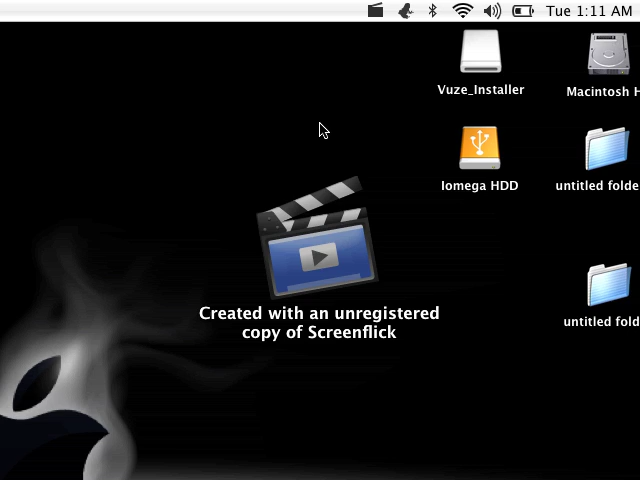 Tue 1:11 AM
Vuze_Installer
Macintosh H
Iomega HDD
untitled folde
Created with an unregistered
copy of Screenflick
untitled fold